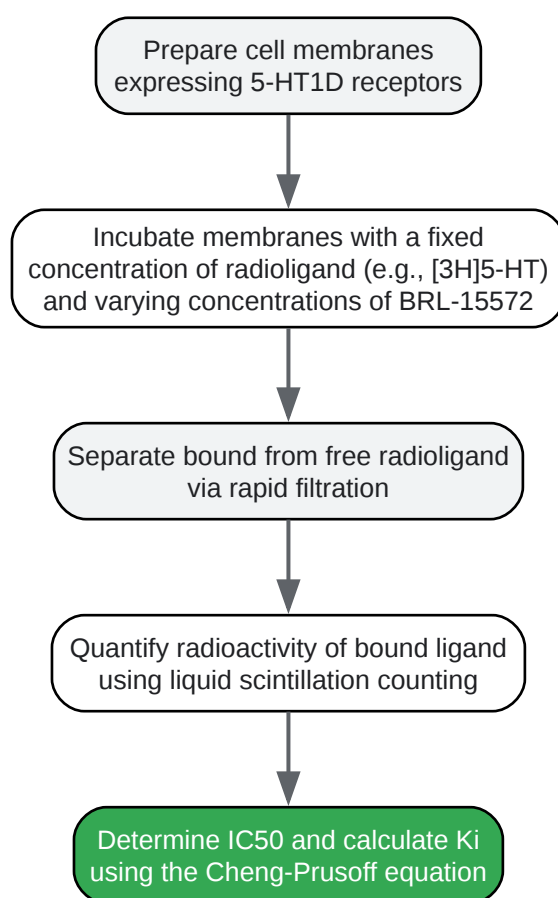 Prepare cell membranes
expressing 5-HT1D receptors
Incubate membranes with a fixed
concentration of radioligand (e.g., [3H]5-HT)
and varying concentrations of BRL-15572
Separate bound from free radioligand
via rapid filtration
Quantify radioactivity of bound ligand
using liquid scintillation counting
Determine IC50 and calculate Ki
using the Cheng-Prusoff equation